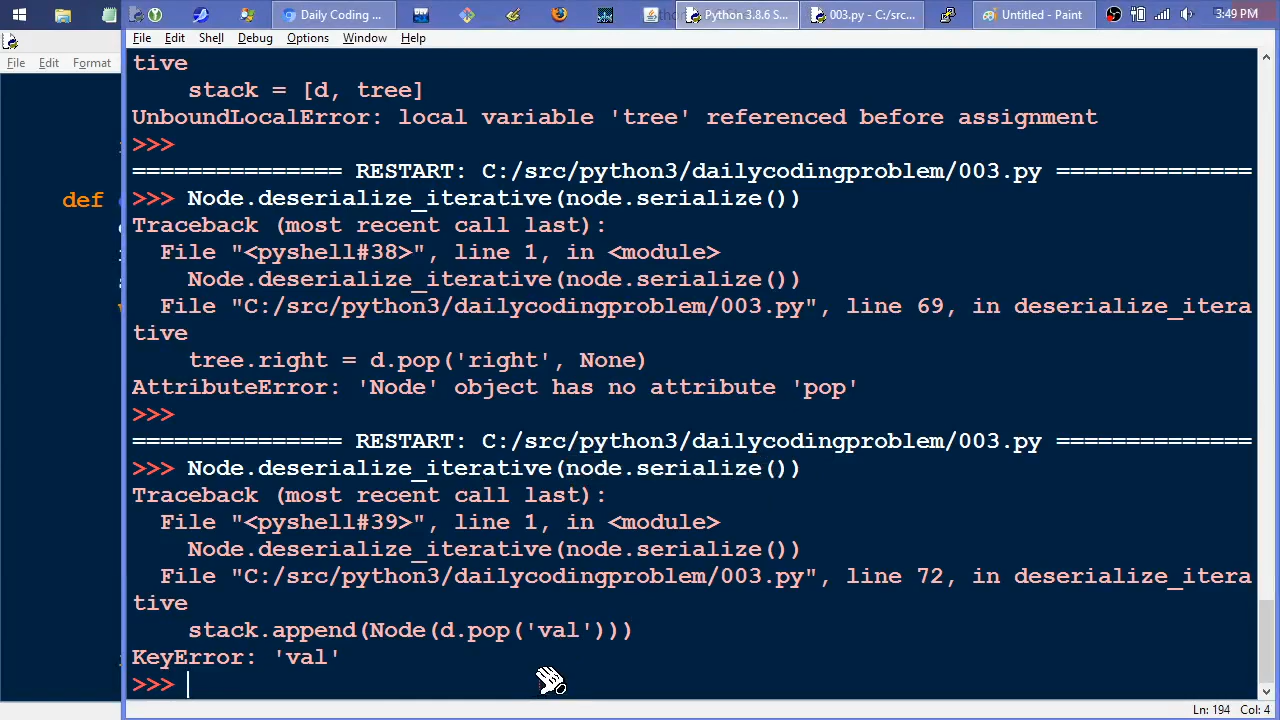 Daily Coding ...
Python 3.8.6 S...
003.py - C:/src...
Untitled - Paint
3:49 PM
File Edit Shell Debug Options Window Help
File Edit Format
tive
stack = [d, tree]
UnboundLocalError: local variable 'tree' referenced before assignment
>>>
=============== RESTART: C:/src/python3/dailycodingproblem/003.py ==============
>>> Node.deserialize_iterative(node.serialize())
def
Traceback (most recent call last):
File "<pyshell#38>", line 1, in <module>
Node.deserialize_iterative(node.serialize())
File "C:/src/python3/dailycodingproblem/003.py", line 69, in deserialize_itera
tive
tree.right = d.pop('right', None)
AttributeError: 'Node' object has no attribute 'pop'
>>>
=============== RESTART: C:/src/python3/dailycodingproblem/003.py ==============
>>> Node.deserialize_iterative(node.serialize())
Traceback (most recent call last):
File "<pyshell#39>", line 1, in <module>
Node.deserialize_iterative(node.serialize())
File "C:/src/python3/dailycodingproblem/003.py", line 72, in deserialize_itera
tive
stack.append(Node(d.pop('val')))
KeyError: 'val'
>>>
Ln: 194 Col: 4